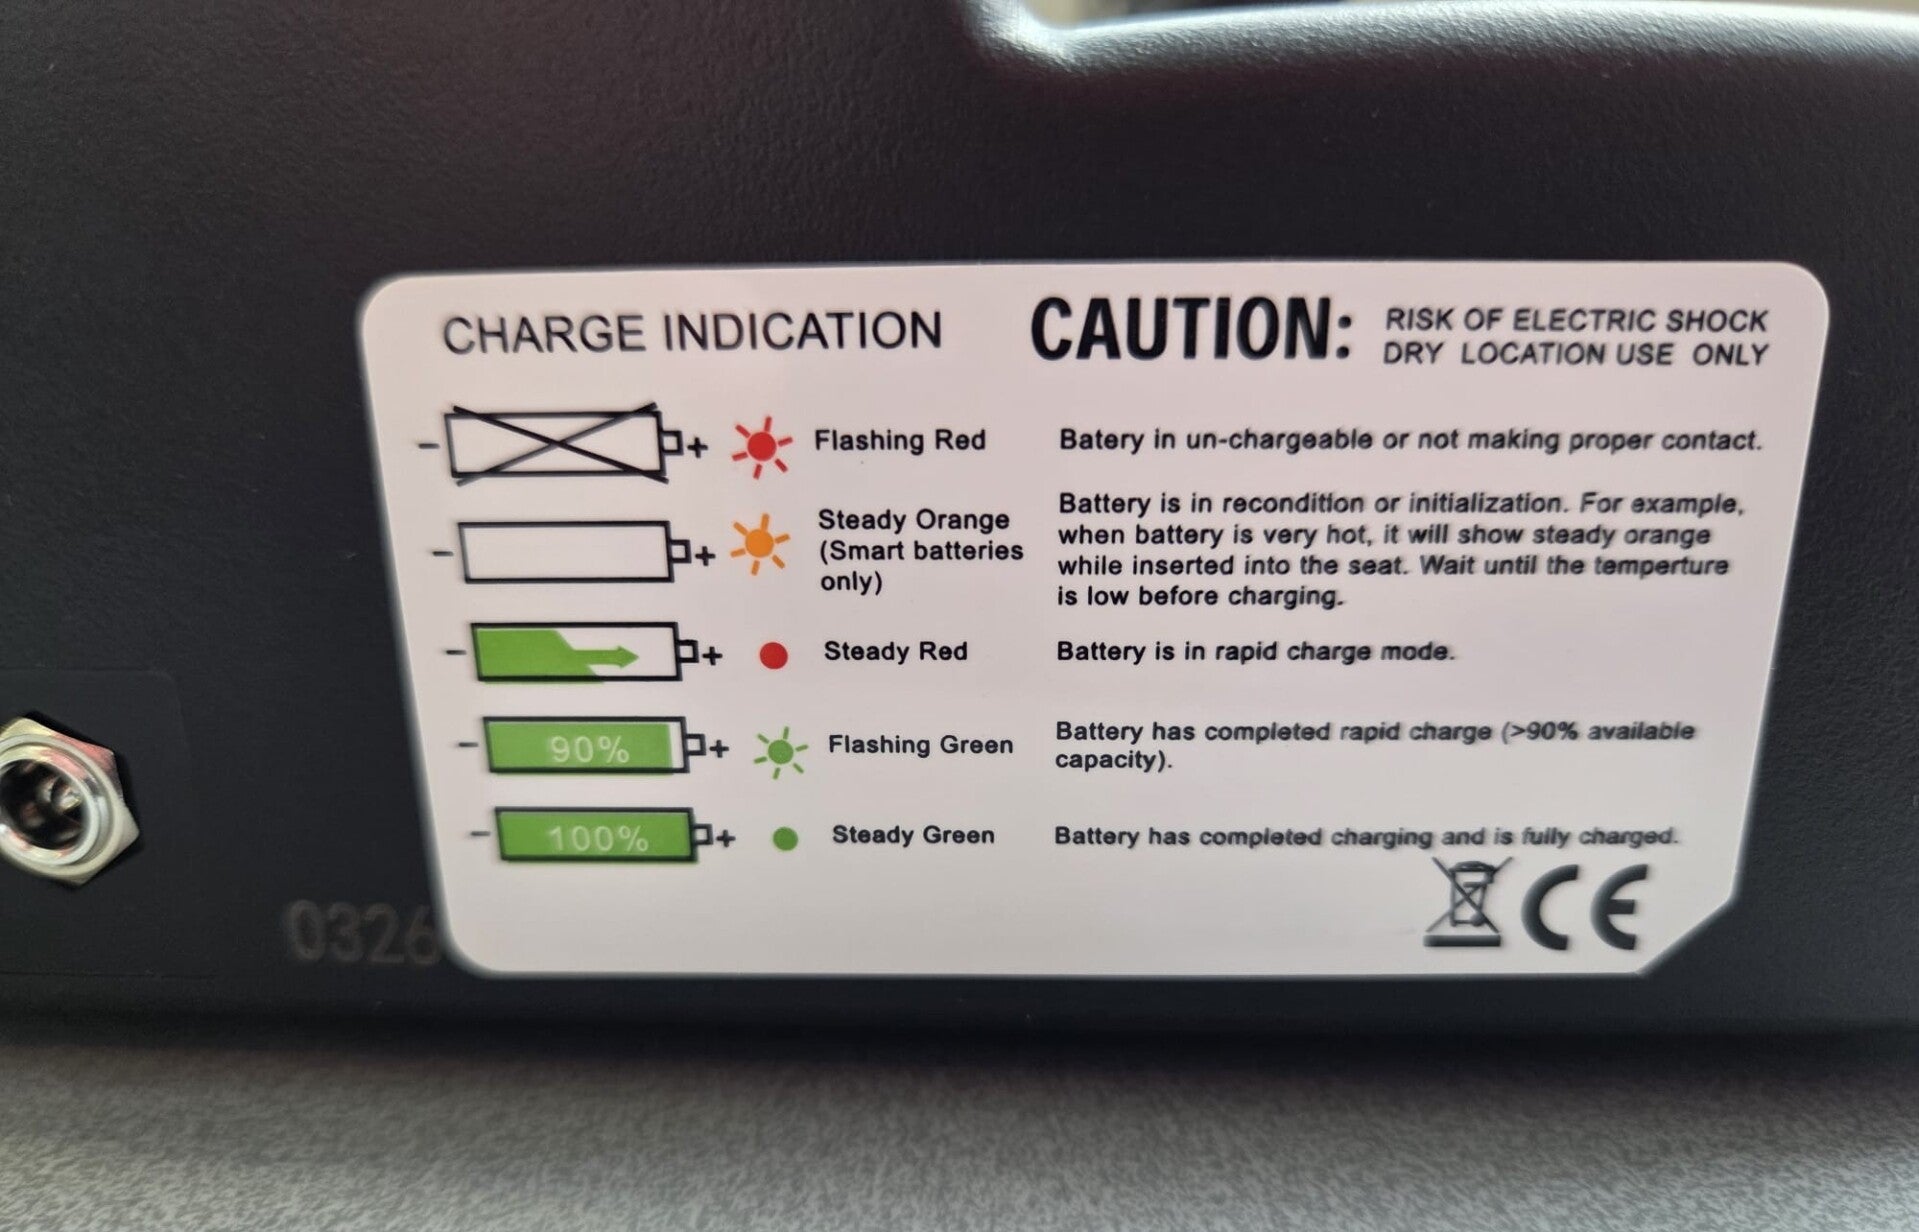 CHARGE INDICATION
CAUTION:
RISK OF ELECTRIC SHOCK
DRY LOCATION USE ONLY
- +
Flashing Red
Batery in un-chargeable or not making proper contact.
- +
Steady Orange
(Smart batteries
only)
Battery is in recondition or initialization. For example,
when battery is very hot, it will show steady orange
while inserted into the seat. Wait until the temperture
is low before charging.
- +
Steady Red
Battery is in rapid charge mode.
- 90% +
Flashing Green
Battery has completed rapid charge (>90% available
capacity).
- 100% +
Steady Green
Battery has completed charging and is fully charged.
CE
0326